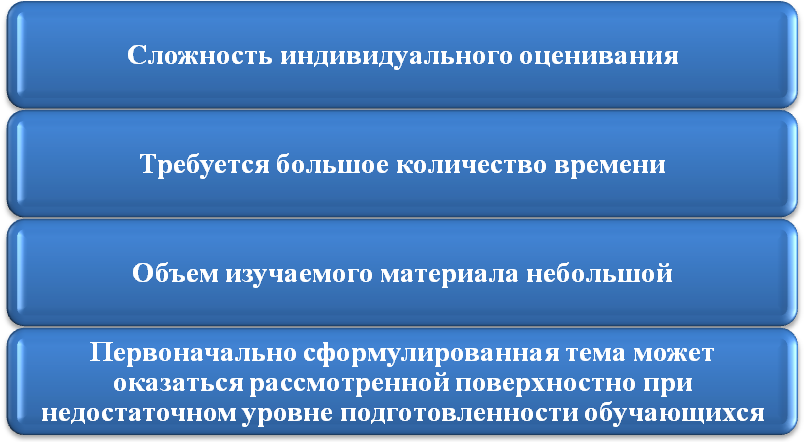 Сложность индивидуального оценивания
Требуется большое количество времени
Объем изучаемого материала небольшой
Первоначально сформулированная тема может
оказаться рассмотренной поверхностно при
недостаточном уровне подготовленности обучающихся